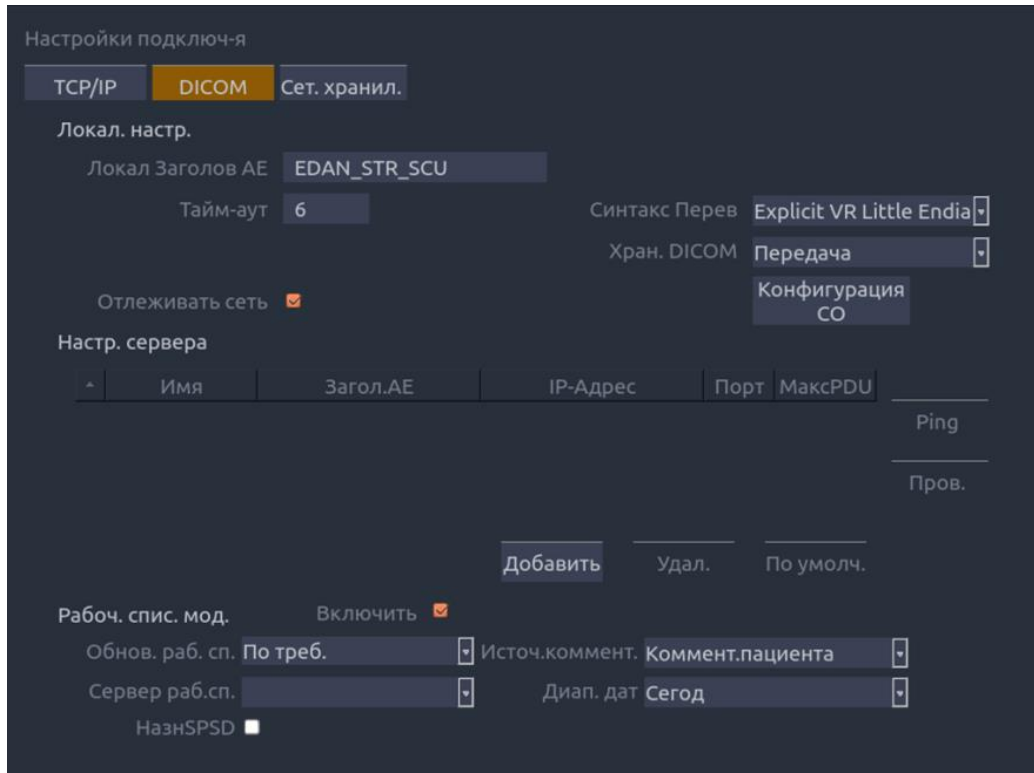 Настройки подключ-я
TCP/IP DICOM Сет. хранил.
Локал. настр.
Локал Заголов AE EDAN_STR_SCU
Тайм-аут 6 Синтакс Перев Explicit VR Little Endia
Хран. DICOM Передача
Отлеживать сеть Конфигурация
СО
Настр. сервера
Имя Загол.AE IP-Адрес Порт МаксPDU
Ping
Пров.
Добавить Удал. По умолч.
Рабоч. спис. мод. Включить
Обнов. раб. сп. По треб. Источ.коммент. Коммент.пациента
Сервер раб.сп. Диап. дат Сегод
НазнSPSD